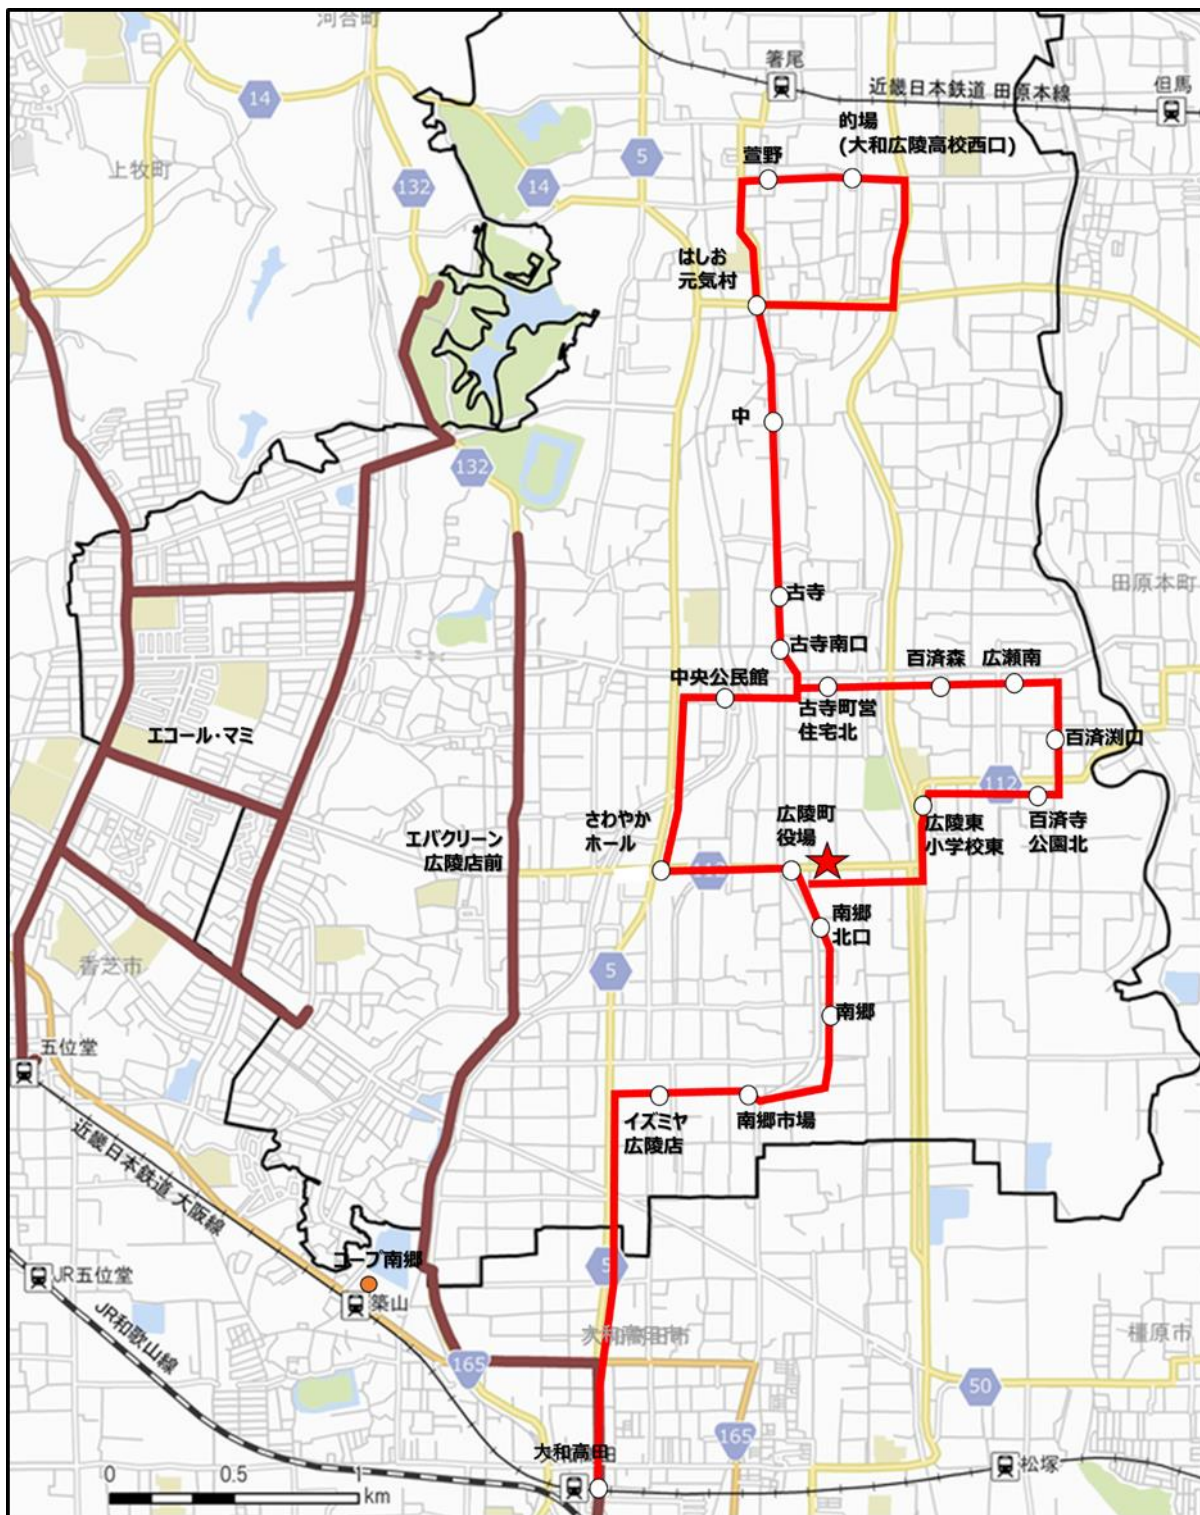 河合町
箸尾
近畿日本鉄道 田原本線
但馬
14
的場
(大和広陵高校西口)
5
萱野
上牧町
132
14
はしお
元気村
中
132
古寺
田原本町
古寺南口
百済森
広瀬南
中央公民館
古寺町営
住宅北
エコール・マミ
百済渕口
112
さわやか
ホール
広陵町
役場
広陵東
小学校東
百済寺
公園北
エバクリーン
広陵店前
南郷
北口
香芝市
5
南郷
五位堂
イズミヤ
広陵店
南郷市場
近畿日本鉄道 大阪線
コープ南郷
5
JR五位堂
築山
JR和歌山線
大和高田市
橿原市
165
50
165
大和高田
松塚
0
0.5
1
km